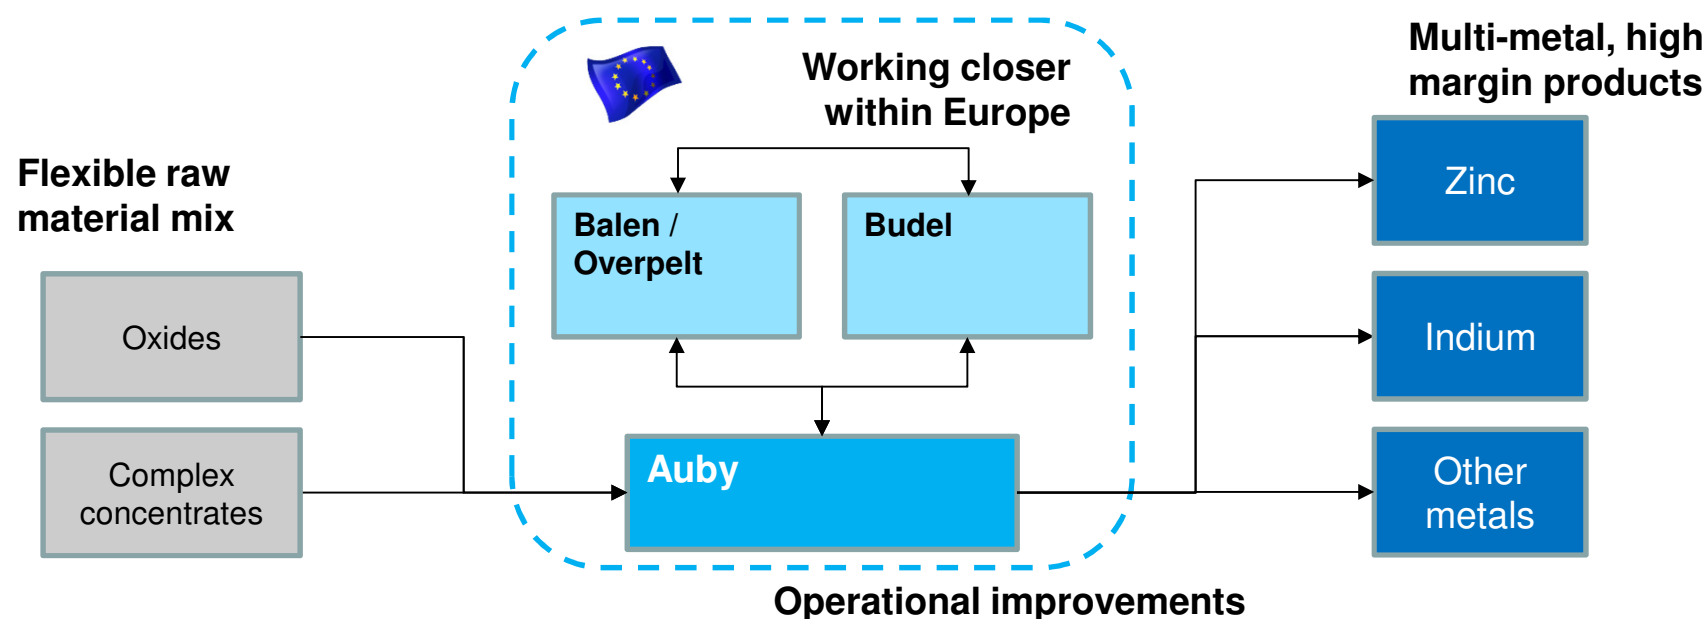 Flexible raw
material mix
Oxides
Complex
concentrates
Working closer
within Europe
Balen /
Overpelt
Budel
Auby
Operational improvements
Multi-metal, high
margin products
Zinc
Indium
Other
metals